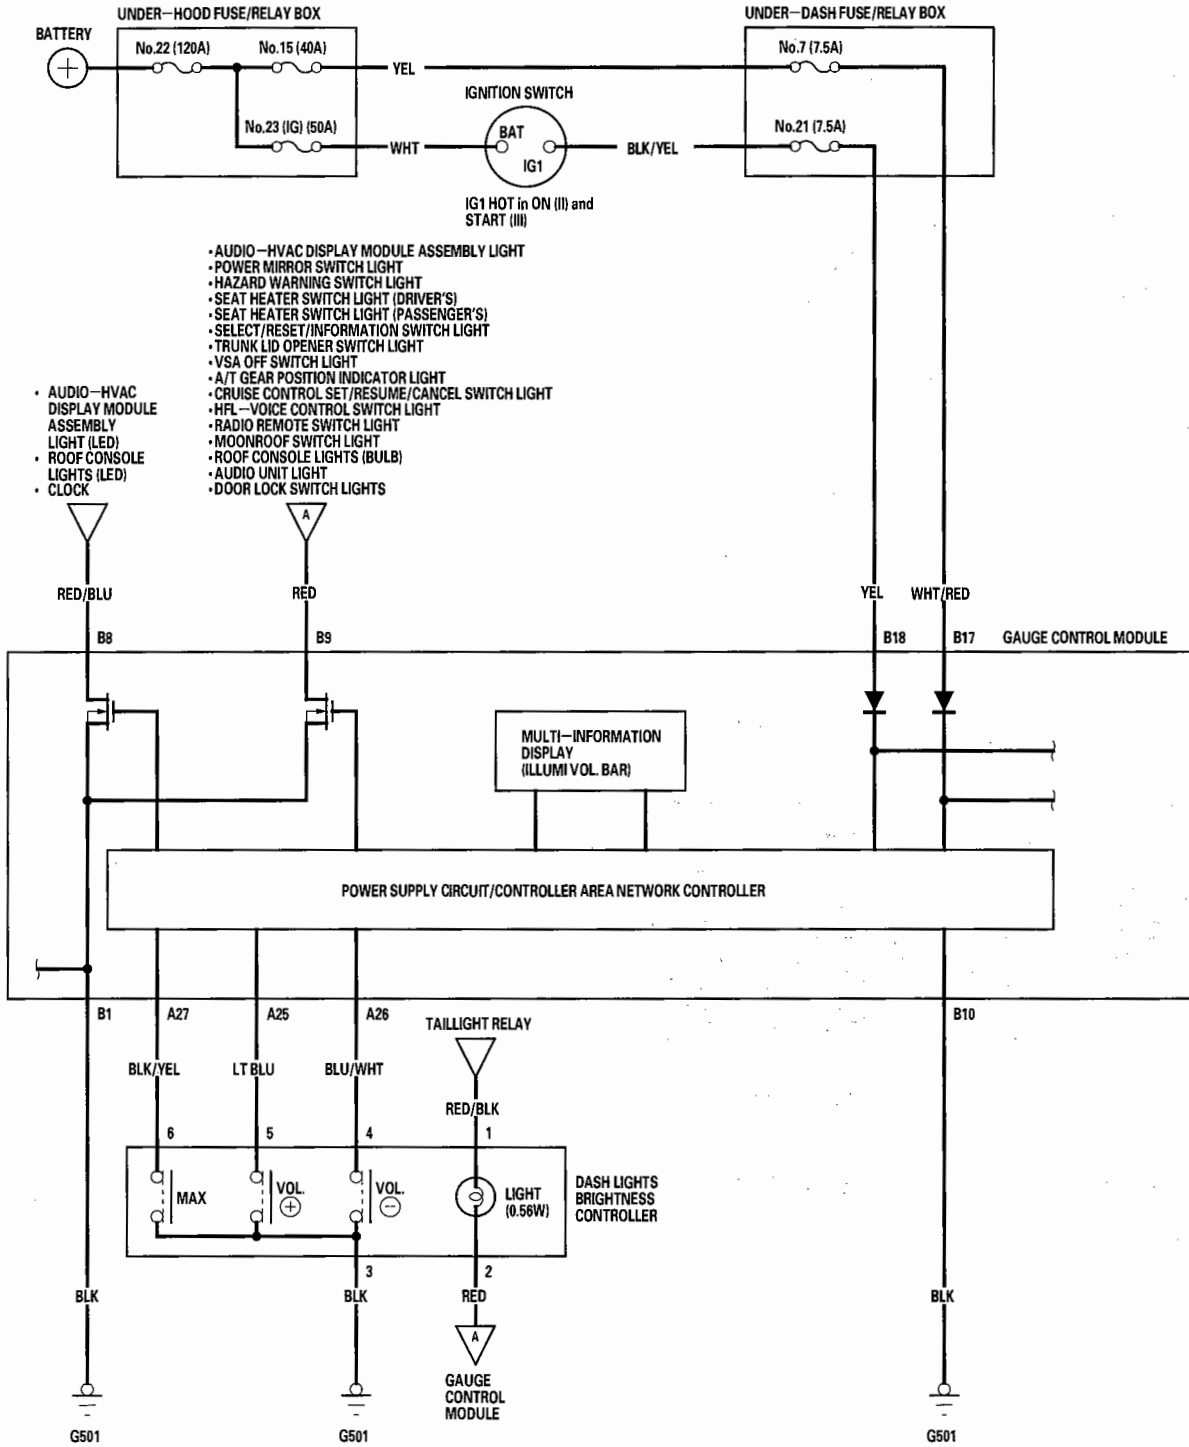 UNDER—HOOD FUSE/RELAY BOX
UNDER—DASH FUSE/RELAY BOX
BATTERY
No.22 (120A)
No.15 (40A)
No.7 (7.5A)
YEL
IGNITION SWITCH
No.23 (IG) (50A)
BAT
No.21 (7.5A)
WHT
BLK/YEL
IG1
IG1 HOT in ON (II) and
START (III)
•AUDIO—HVAC DISPLAY MODULE ASSEMBLY LIGHT
•POWER MIRROR SWITCH LIGHT
•HAZARD WARNING SWITCH LIGHT
•SEAT HEATER SWITCH LIGHT (DRIVER'S)
•SEAT HEATER SWITCH LIGHT (PASSENGER'S)
•SELECT/RESET/INFORMATION SWITCH LIGHT
•TRUNK LID OPENER SWITCH LIGHT
•VSA OFF SWITCH LIGHT
•A/T GEAR POSITION INDICATOR LIGHT
•CRUISE CONTROL SET/RESUME/CANCEL SWITCH LIGHT
•HFL—VOICE CONTROL SWITCH LIGHT
•RADIO REMOTE SWITCH LIGHT
•MOONROOF SWITCH LIGHT
•ROOF CONSOLE LIGHTS (BULB)
•AUDIO UNIT LIGHT
•DOOR LOCK SWITCH LIGHTS
• AUDIO—HVAC
DISPLAY MODULE
ASSEMBLY
LIGHT (LED)
• ROOF CONSOLE
LIGHTS (LED)
• CLOCK
A
RED/BLU
RED
YEL
WHT/RED
B8
B9
B18
B17
GAUGE CONTROL MODULE
MULTI—INFORMATION
DISPLAY
(ILLUMI VOL. BAR)
POWER SUPPLY CIRCUIT/CONTROLLER AREA NETWORK CONTROLLER
B1
A27
A25
A26
B10
TAILLIGHT RELAY
BLK/YEL
LT BLU
BLU/WHT
RED/BLK
6
5
4
1
MAX
VOL.
+
VOL.
−
LIGHT
(0.56W)
DASH LIGHTS
BRIGHTNESS
CONTROLLER
3
2
BLK
BLK
RED
BLK
A
GAUGE
CONTROL
MODULE
G501
G501
G501